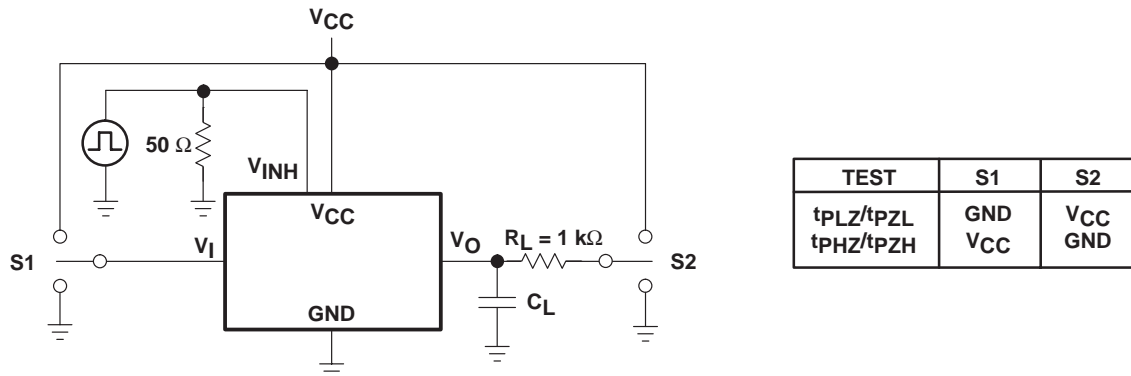 VCC
50 Ω
VINH
VCC
VI
VO
RL = 1 kΩ
S1
S2
CL
GND
TEST S1 S2
tPLZ/tPZL GND VCC
tPHZ/tPZH VCC GND